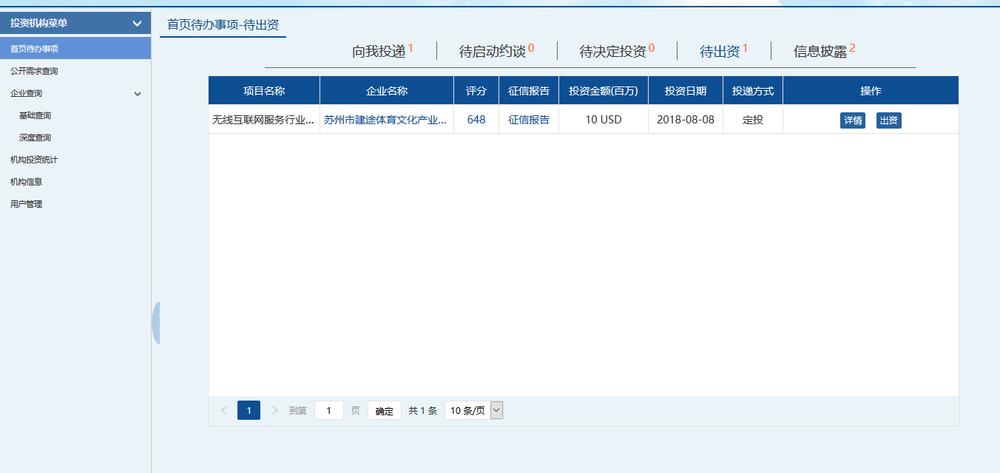 投资机构菜单
首页待办事项
公开需求查询
企业查询
基础查询
深度查询
机构投资统计
机构信息
用户管理
首页待办事项-待出资
向我投递1 待启动约谈0 待决定投资0 待出资1 信息披露2
项目名称 企业名称 评分 征信报告 投资金额(百万) 投资日期 投递方式 操作
无线互联网服务行业... 苏州市建途体育文化产业... 648 征信报告 10 USD 2018-08-08 定投 详情 出资
1 到第 1 页 确定 共 1 条 10 条/页